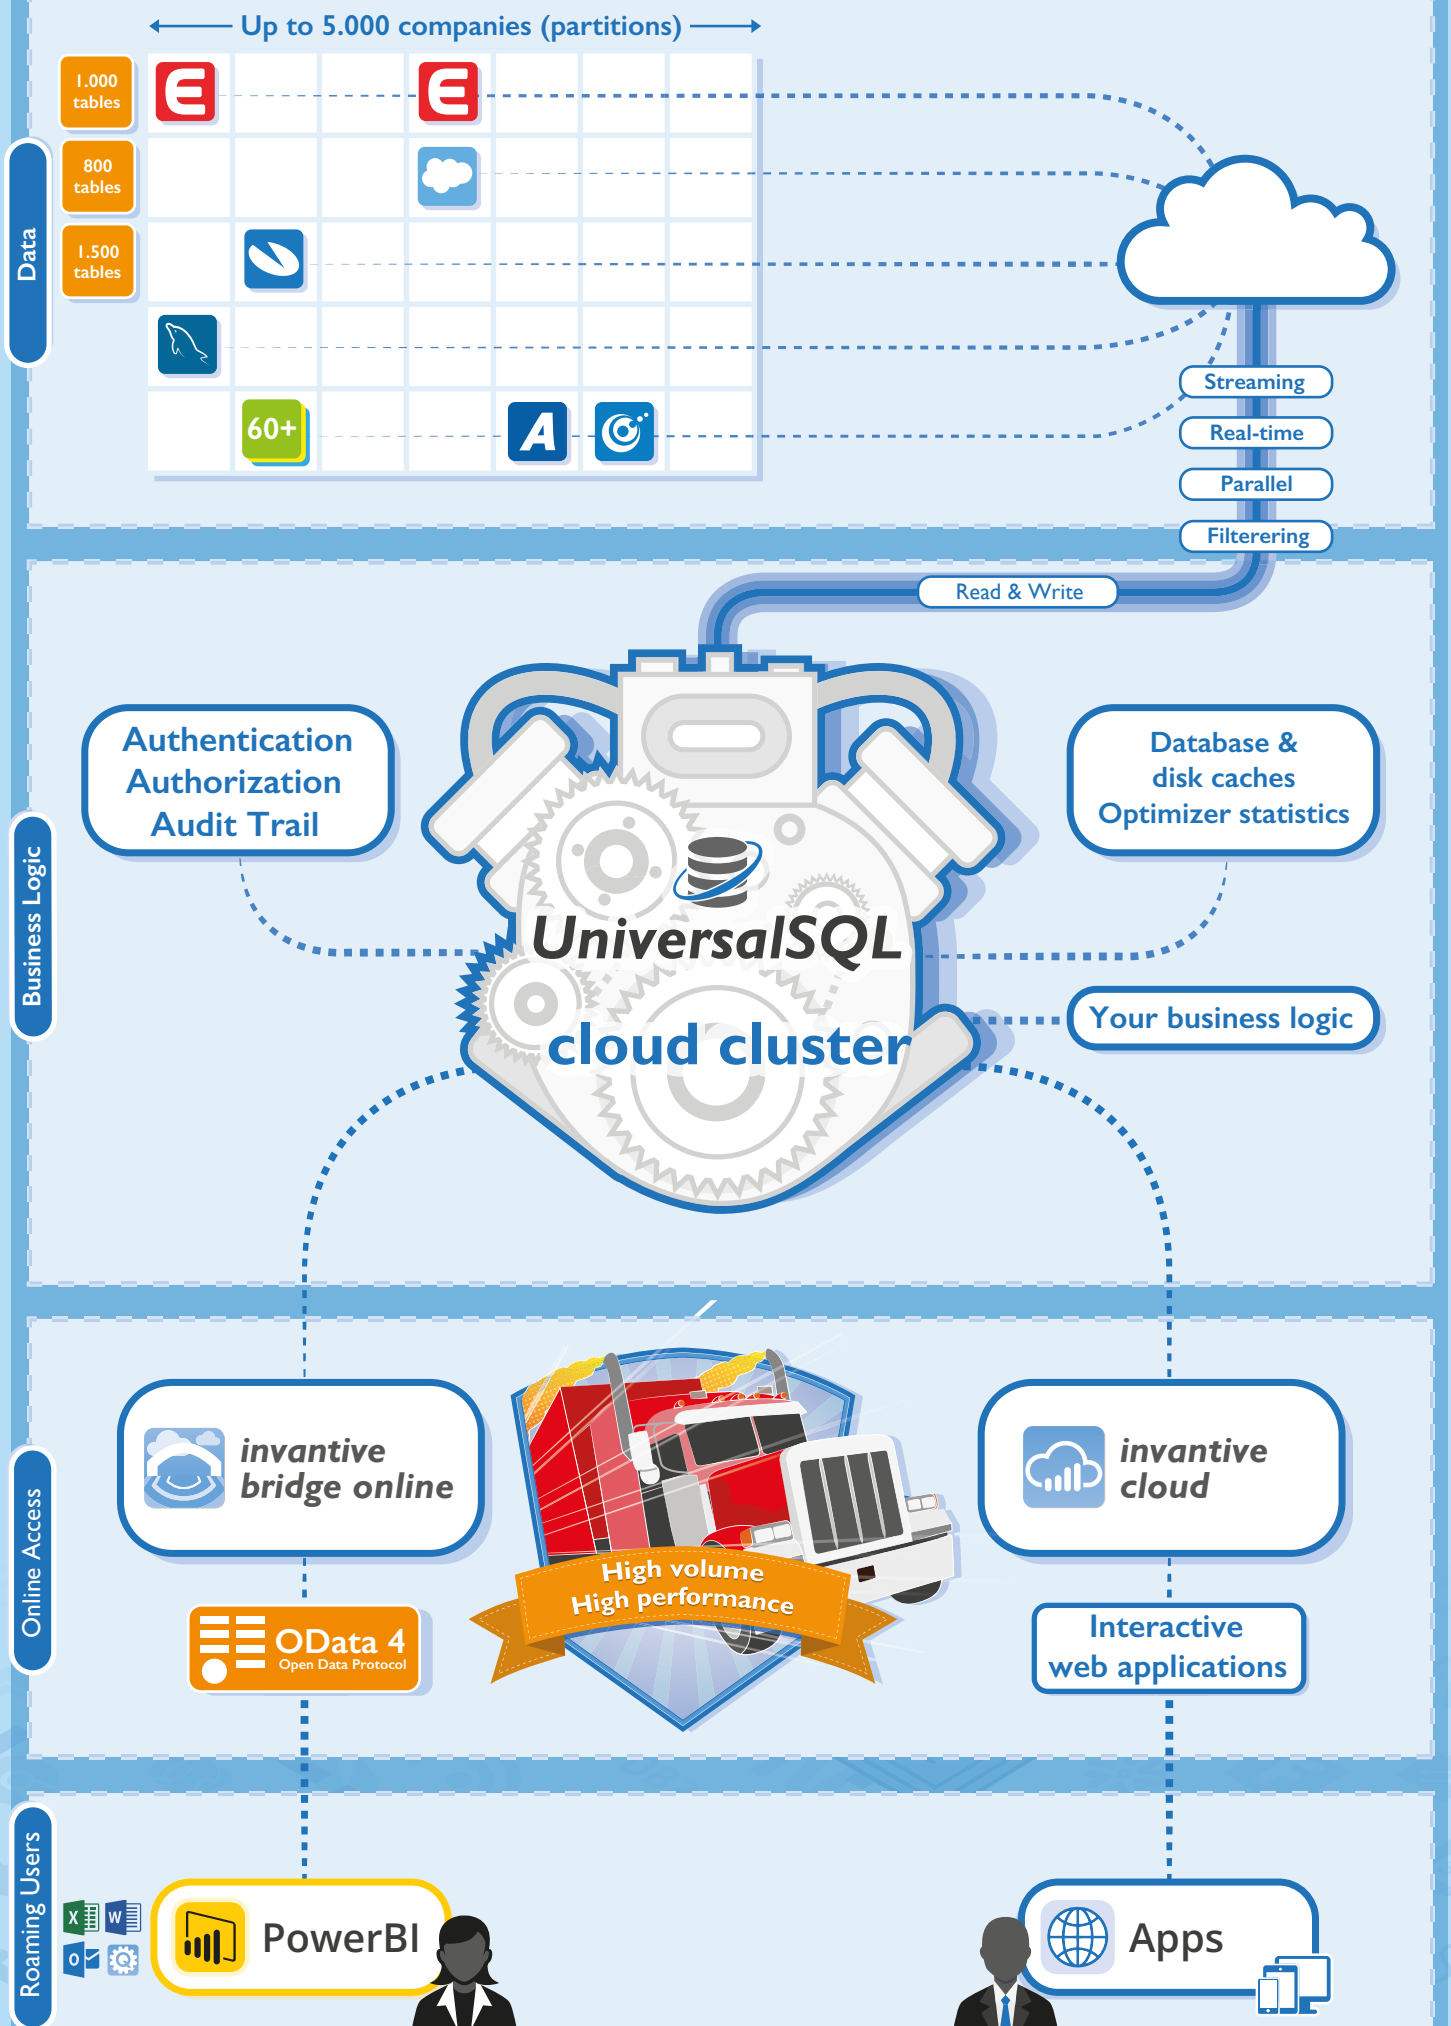 Up to 5.000 companies (partitions)
1.000
tables
E
E
800
tables
1.500
tables
60+
A
Data
Streaming
Real-time
Parallel
Filterering
Read & Write
Authentication
Authorization
Audit Trail
Database &
disk caches
Optimizer statistics
Business Logic
UniversalSQL
cloud cluster
Your business logic
invantive
bridge online
invantive
cloud
Online Access
High volume
High performance
OData 4
Open Data Protocol
Interactive
web applications
Roaming Users
X
W
O
Q
PowerBI
Apps